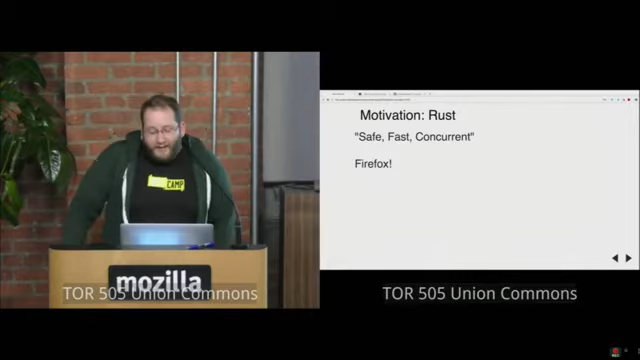 CAMP
mozilla
TOR 505 Union Commons
Motivation: Rust
"Safe, Fast, Concurrent"
Firefox!
TOR 505 Union Commons